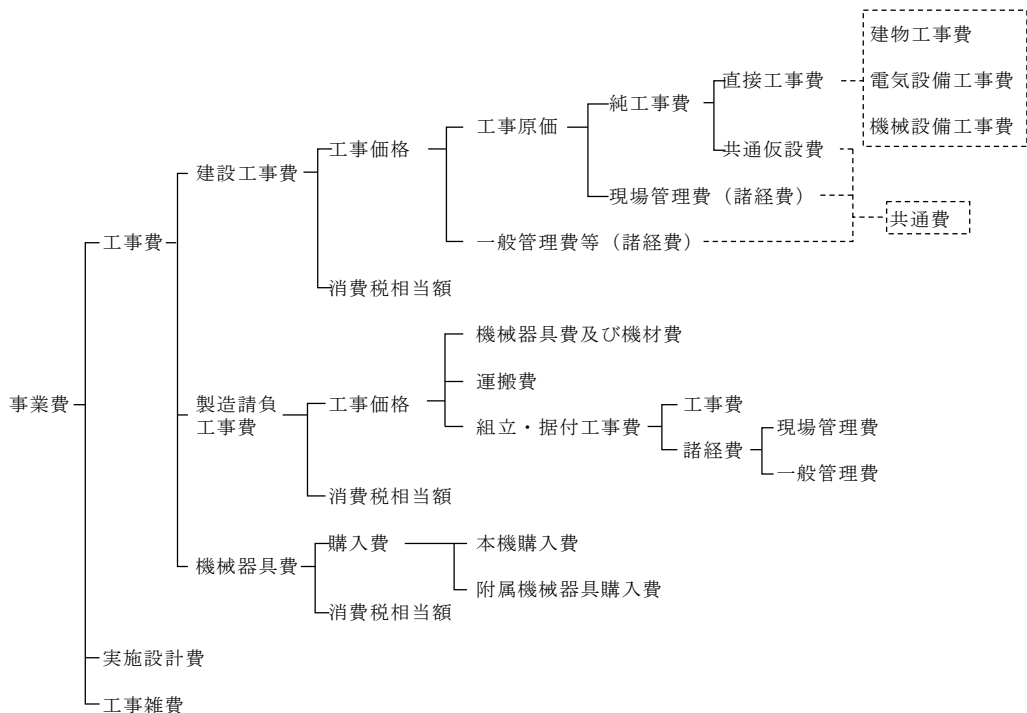 建物工事費
直接工事費
電気設備工事費
純工事費
工事原価
機械設備工事費
工事価格
共通仮設費
建設工事費
現場管理費（諸経費）
共通費
工事費
一般管理費等（諸経費）
消費税相当額
機械器具費及び機材費
運搬費
事業費
製造請負
工事費
工事価格
工事費
組立・据付工事費
現場管理費
諸経費
一般管理費
消費税相当額
購入費
本機購入費
機械器具費
附属機械器具購入費
消費税相当額
実施設計費
工事雑費